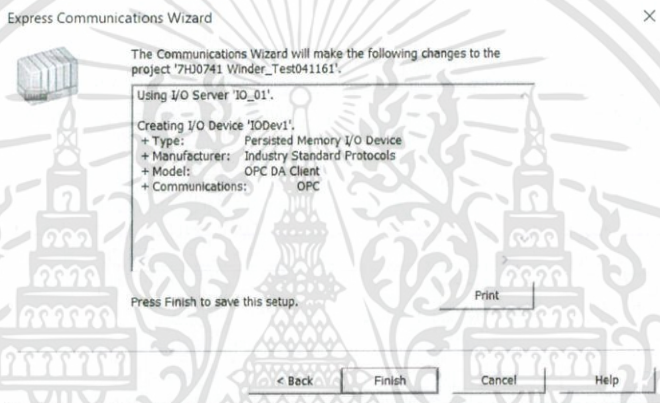 Express Communications Wizard
The Communications Wizard will make the following changes to the
project '7HJ0741 Winder_Test041161'.
Using I/O Server 'IO_01'.
Creating I/O Device 'IODev1'.
+ Type: Persisted Memory I/O Device
+ Manufacturer: Industry Standard Protocols
+ Model: OPC DA Client
+ Communications: OPC
Press Finish to save this setup.
Print
< Back Finish Cancel Help